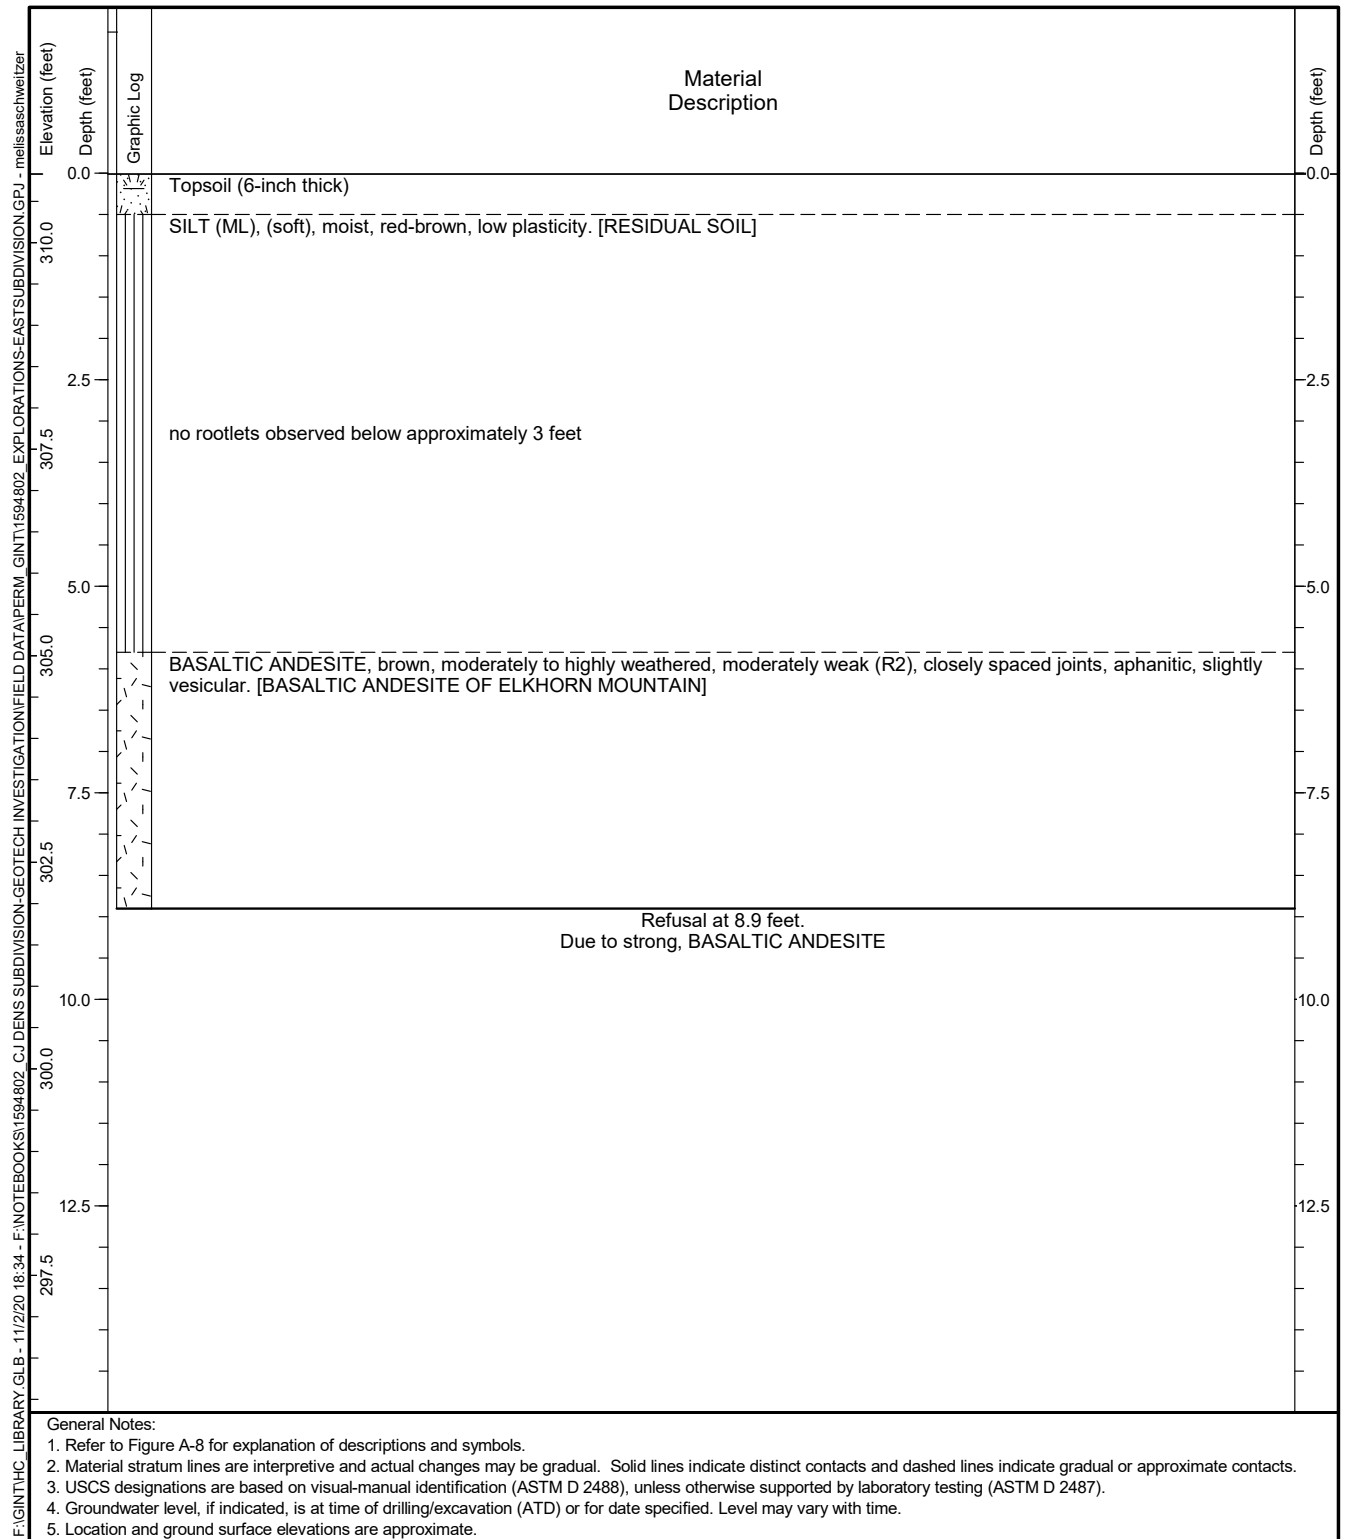 F:\GINT\HC_LIBRARY.GLB - 11/2/20 18:34 - F:\NOTEBOOKS\1594802_CJ DENS SUBDIVISION-GEOTECH INVESTIGATION\FIELD DATA\PERM_GINT\1594802_EXPLORATIONS-EASTSUBDIVISION.GPJ - melissaschweitzer
Elevation (feet)
Depth (feet)
Graphic Log
Material
Description
Depth (feet)
0.0
0.0
Topsoil (6-inch thick)
SILT (ML), (soft), moist, red-brown, low plasticity. [RESIDUAL SOIL]
310.0
2.5
2.5
no rootlets observed below approximately 3 feet
307.5
5.0
5.0
305.0
BASALTIC ANDESITE, brown, moderately to highly weathered, moderately weak (R2), closely spaced joints, aphanitic, slightly
vesicular. [BASALTIC ANDESITE OF ELKHORN MOUNTAIN]
7.5
7.5
302.5
Refusal at 8.9 feet.
Due to strong, BASALTIC ANDESITE
10.0
10.0
300.0
12.5
12.5
297.5
General Notes:
1. Refer to Figure A-8 for explanation of descriptions and symbols.
2. Material stratum lines are interpretive and actual changes may be gradual. Solid lines indicate distinct contacts and dashed lines indicate gradual or approximate contacts.
3. USCS designations are based on visual-manual identification (ASTM D 2488), unless otherwise supported by laboratory testing (ASTM D 2487).
4. Groundwater level, if indicated, is at time of drilling/excavation (ATD) or for date specified. Level may vary with time.
5. Location and ground surface elevations are approximate.